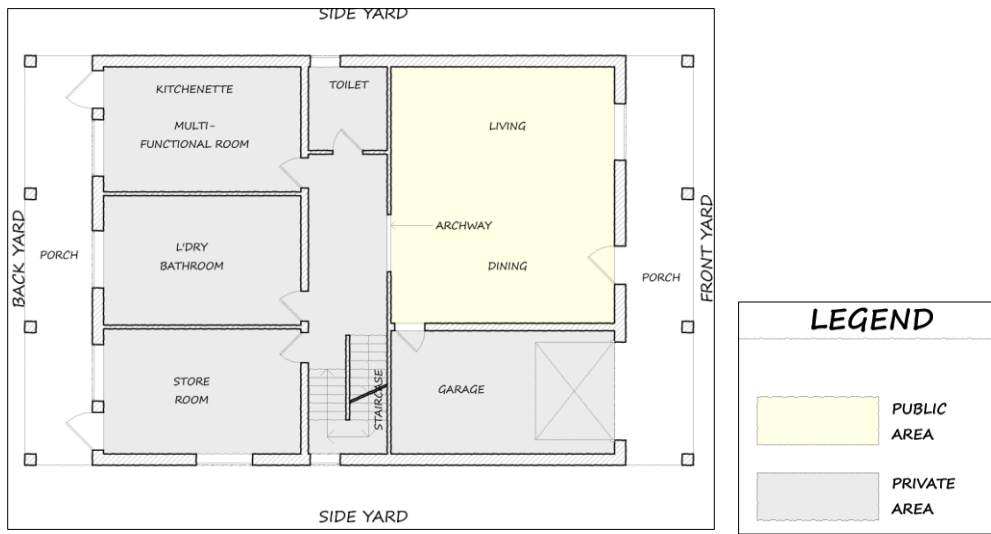 SIDE YARD
KITCHENETTE
MULTI-
FUNCTIONAL ROOM
TOILET
LIVING
ARCHWAY
L'DRY
BATHROOM
DINING
BACK YARD
PORCH
PORCH
FRONT YARD
STORE
ROOM
STAIRCASE
GARAGE
SIDE YARD
LEGEND
PUBLIC
AREA
PRIVATE
AREA